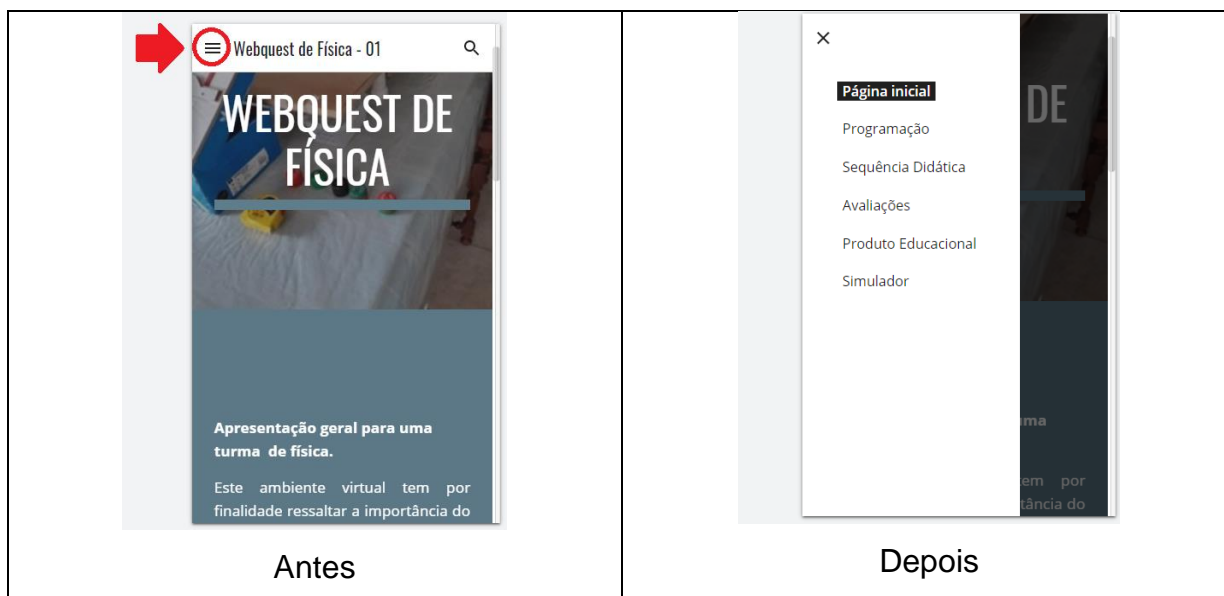 Webquest de Física - 01
WEBQUEST DE
FÍSICA
Apresentação geral para uma
turma de física.
Este ambiente virtual tem por
finalidade ressaltar a importância do
Antes
Página inicial
Programação
Sequência Didática
Avaliações
Produto Educacional
Simulador
DE
uma
tem por
tância do
Depois